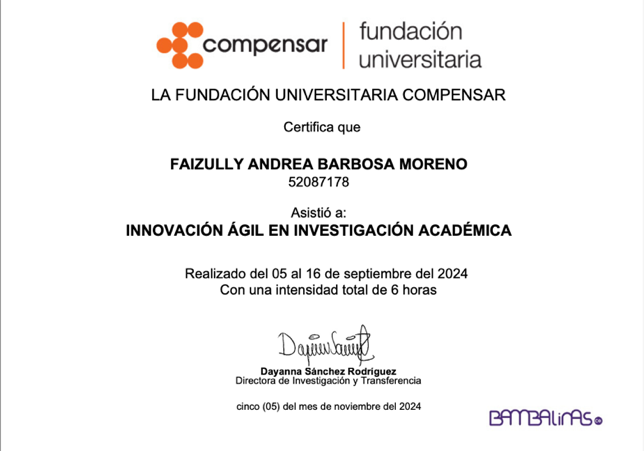 compensar
fundación
universitaria
LA FUNDACIÓN UNIVERSITARIA COMPENSAR
Certifica que
FAIZULLY ANDREA BARBOSA MORENO
52087178
Asistió a:
INNOVACIÓN ÁGIL EN INVESTIGACIÓN ACADÉMICA
Realizado del 05 al 16 de septiembre del 2024
Con una intensidad total de 6 horas
Dayanna Sánchez Rodríguez
Directora de Investigación y Transferencia
cinco (05) del mes de noviembre del 2024
BAMBALINAS